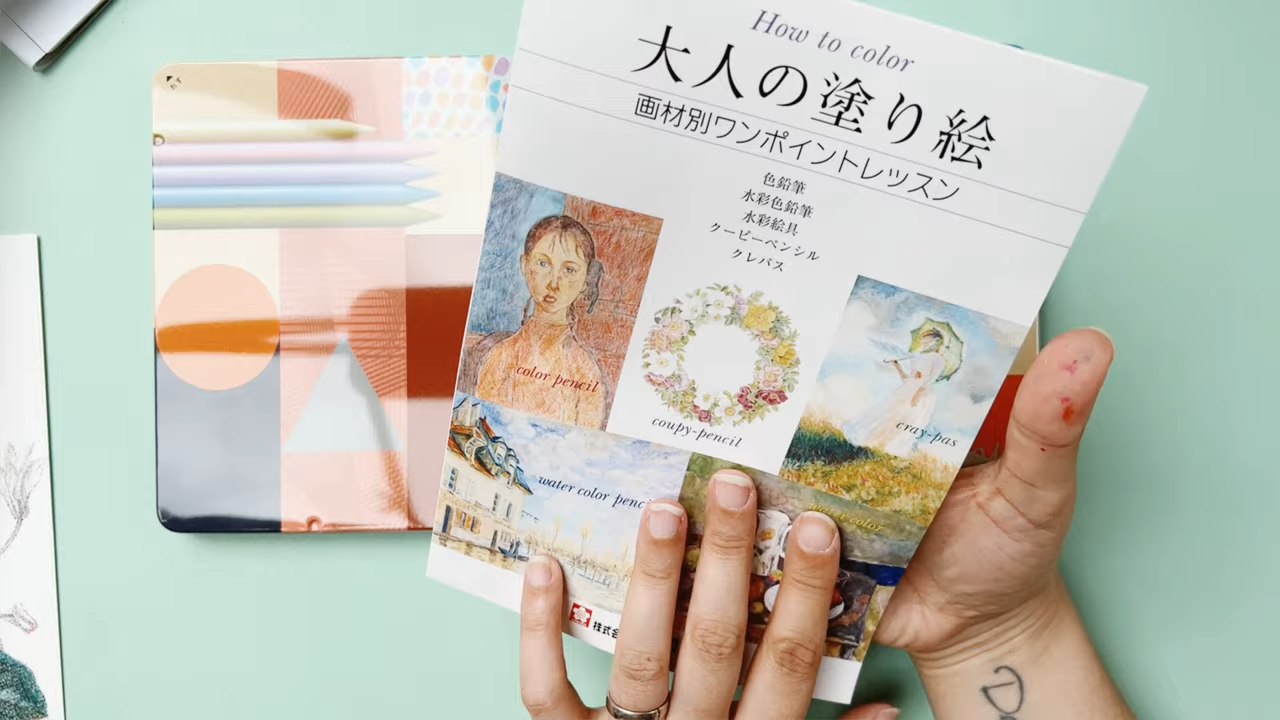 How to color
大人の塗り絵
画材別ワンポイントレッスン
色鉛筆
水彩色鉛筆
水彩絵具
クーピーペンシル
クレパス
color pencil
coupy-pencil
cray-pas
water color penci
color
株式会